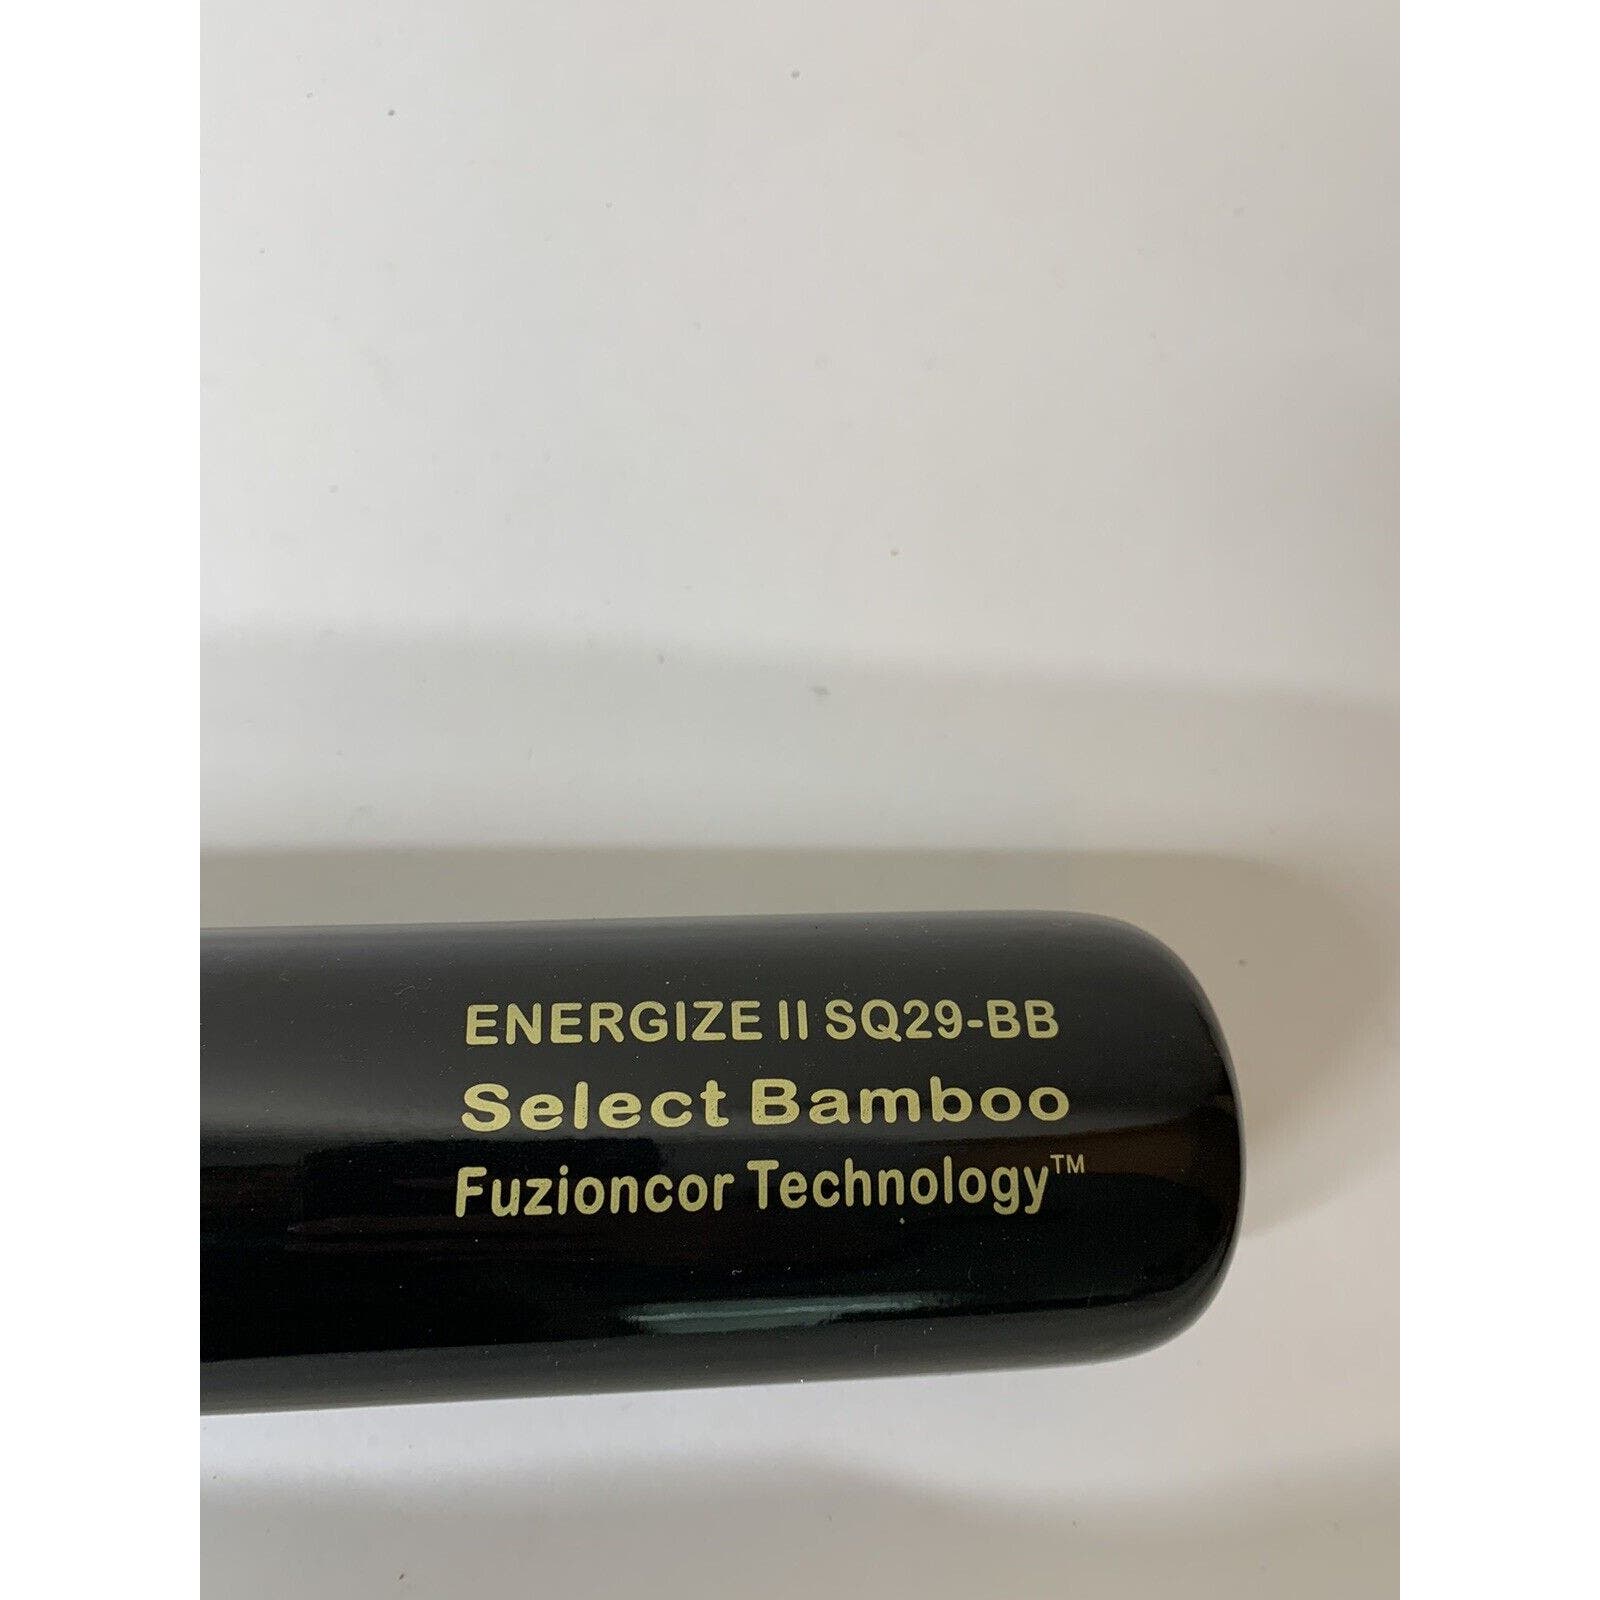 ENERGIZE II SQ29-BB
Select Bamboo
Fuzioncor Technology™